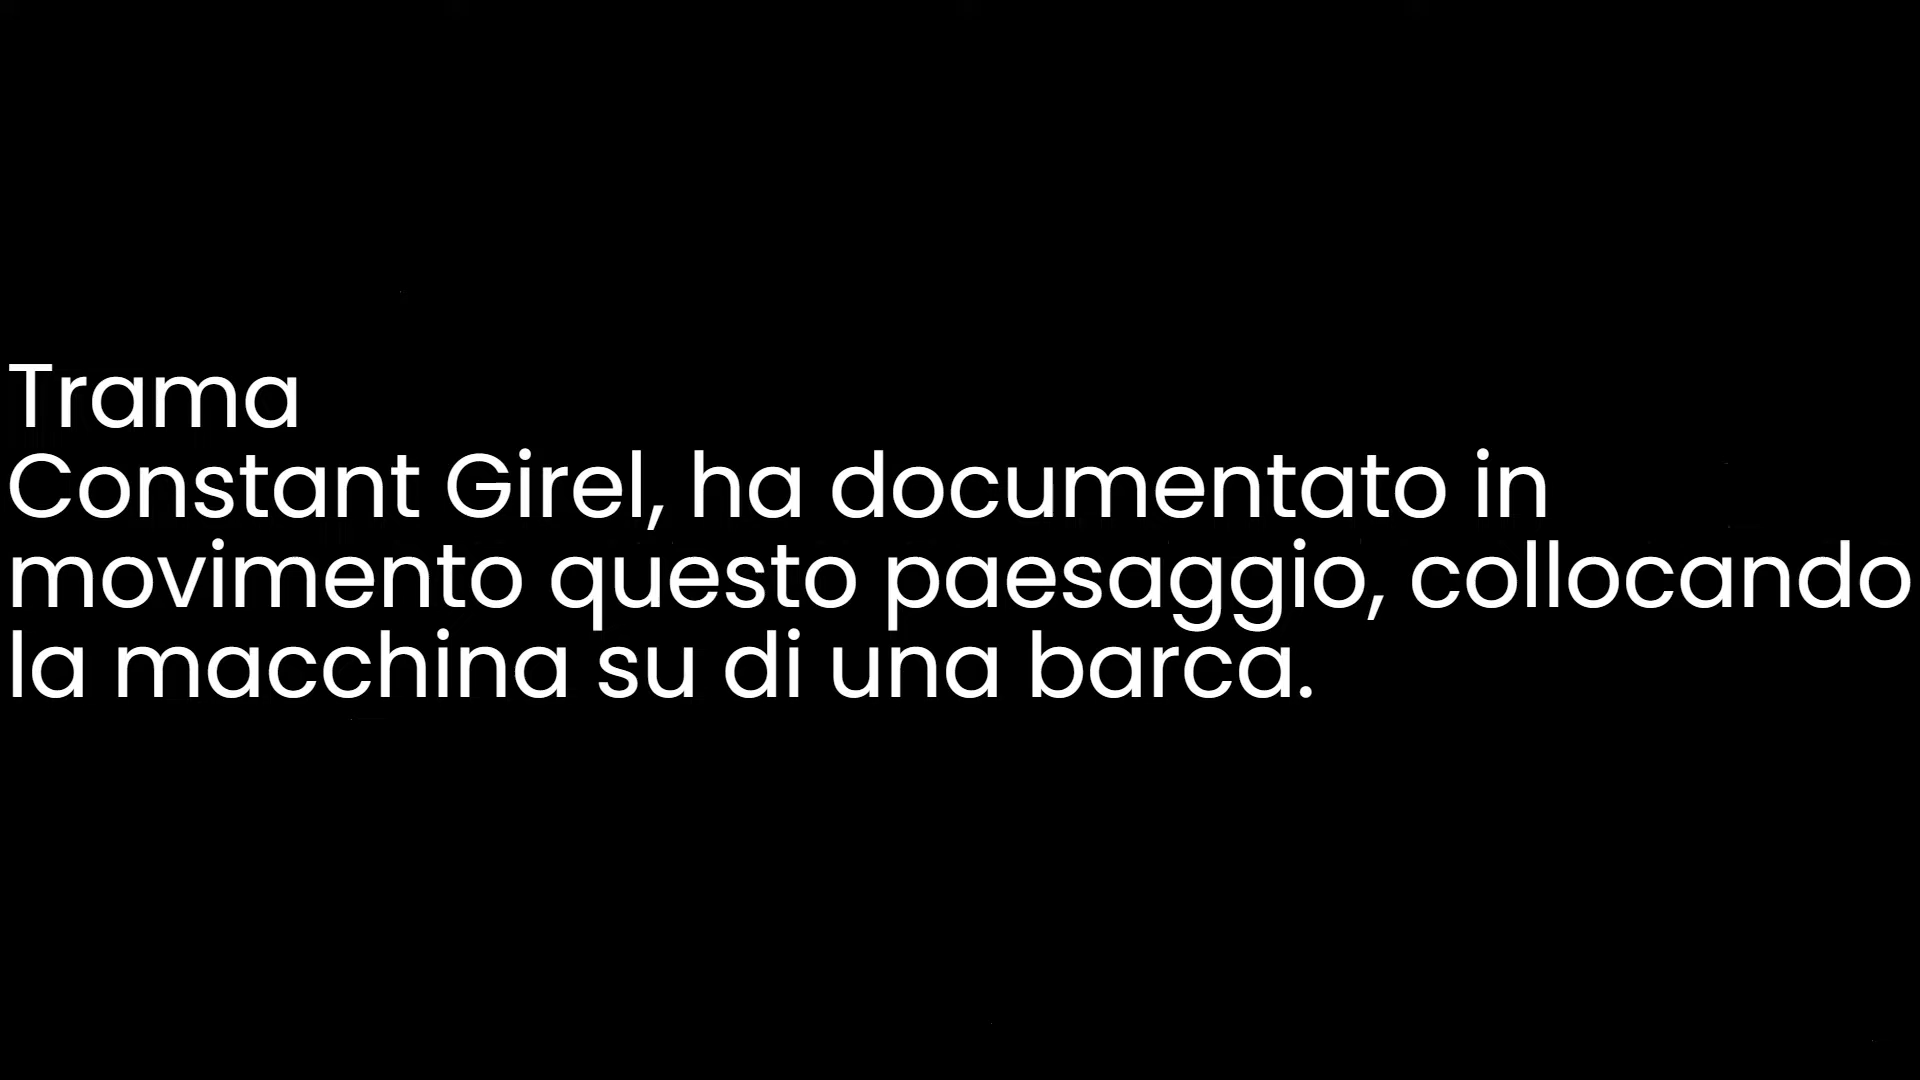 Trama
Constant Girel, ha documentato in
movimento questo paesaggio, collocando
la macchina su di una barca.